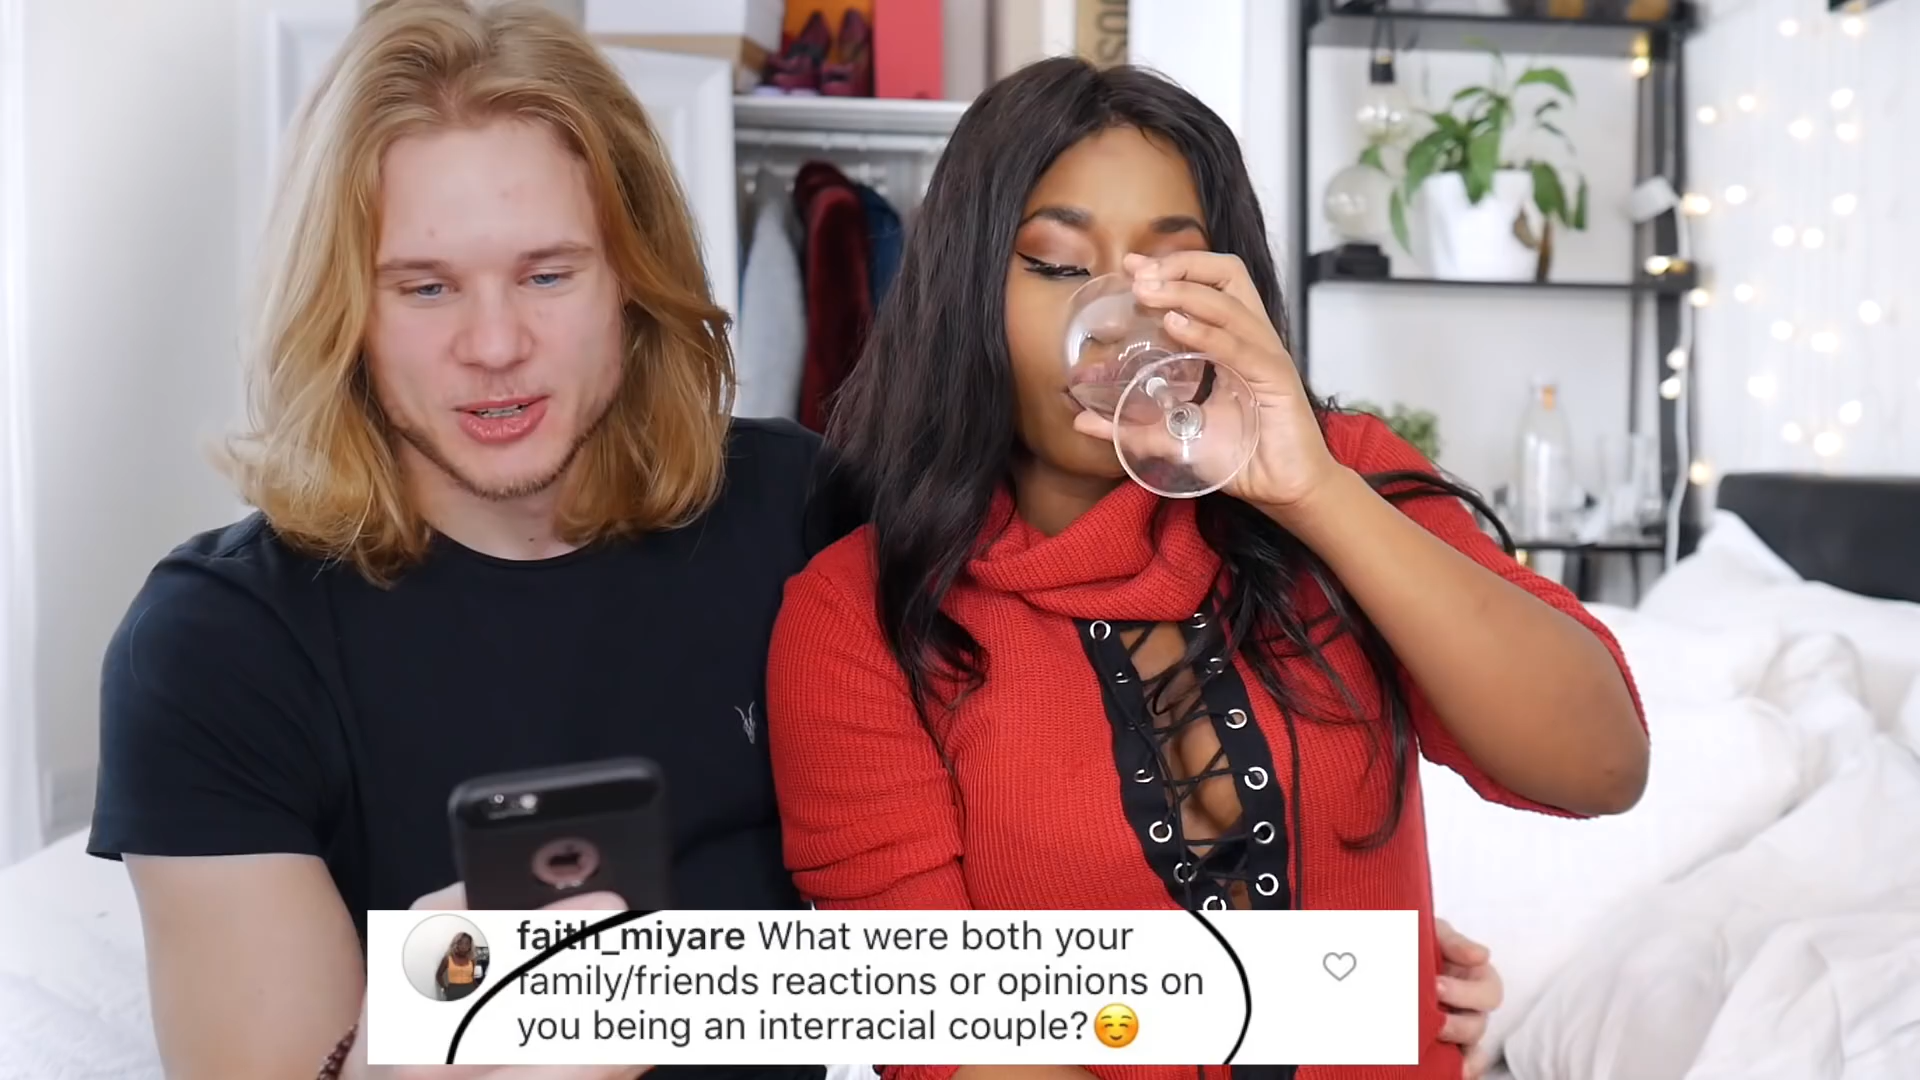 faith_miyare What were both your
family/friends reactions or opinions on
you being an interracial couple?☺️